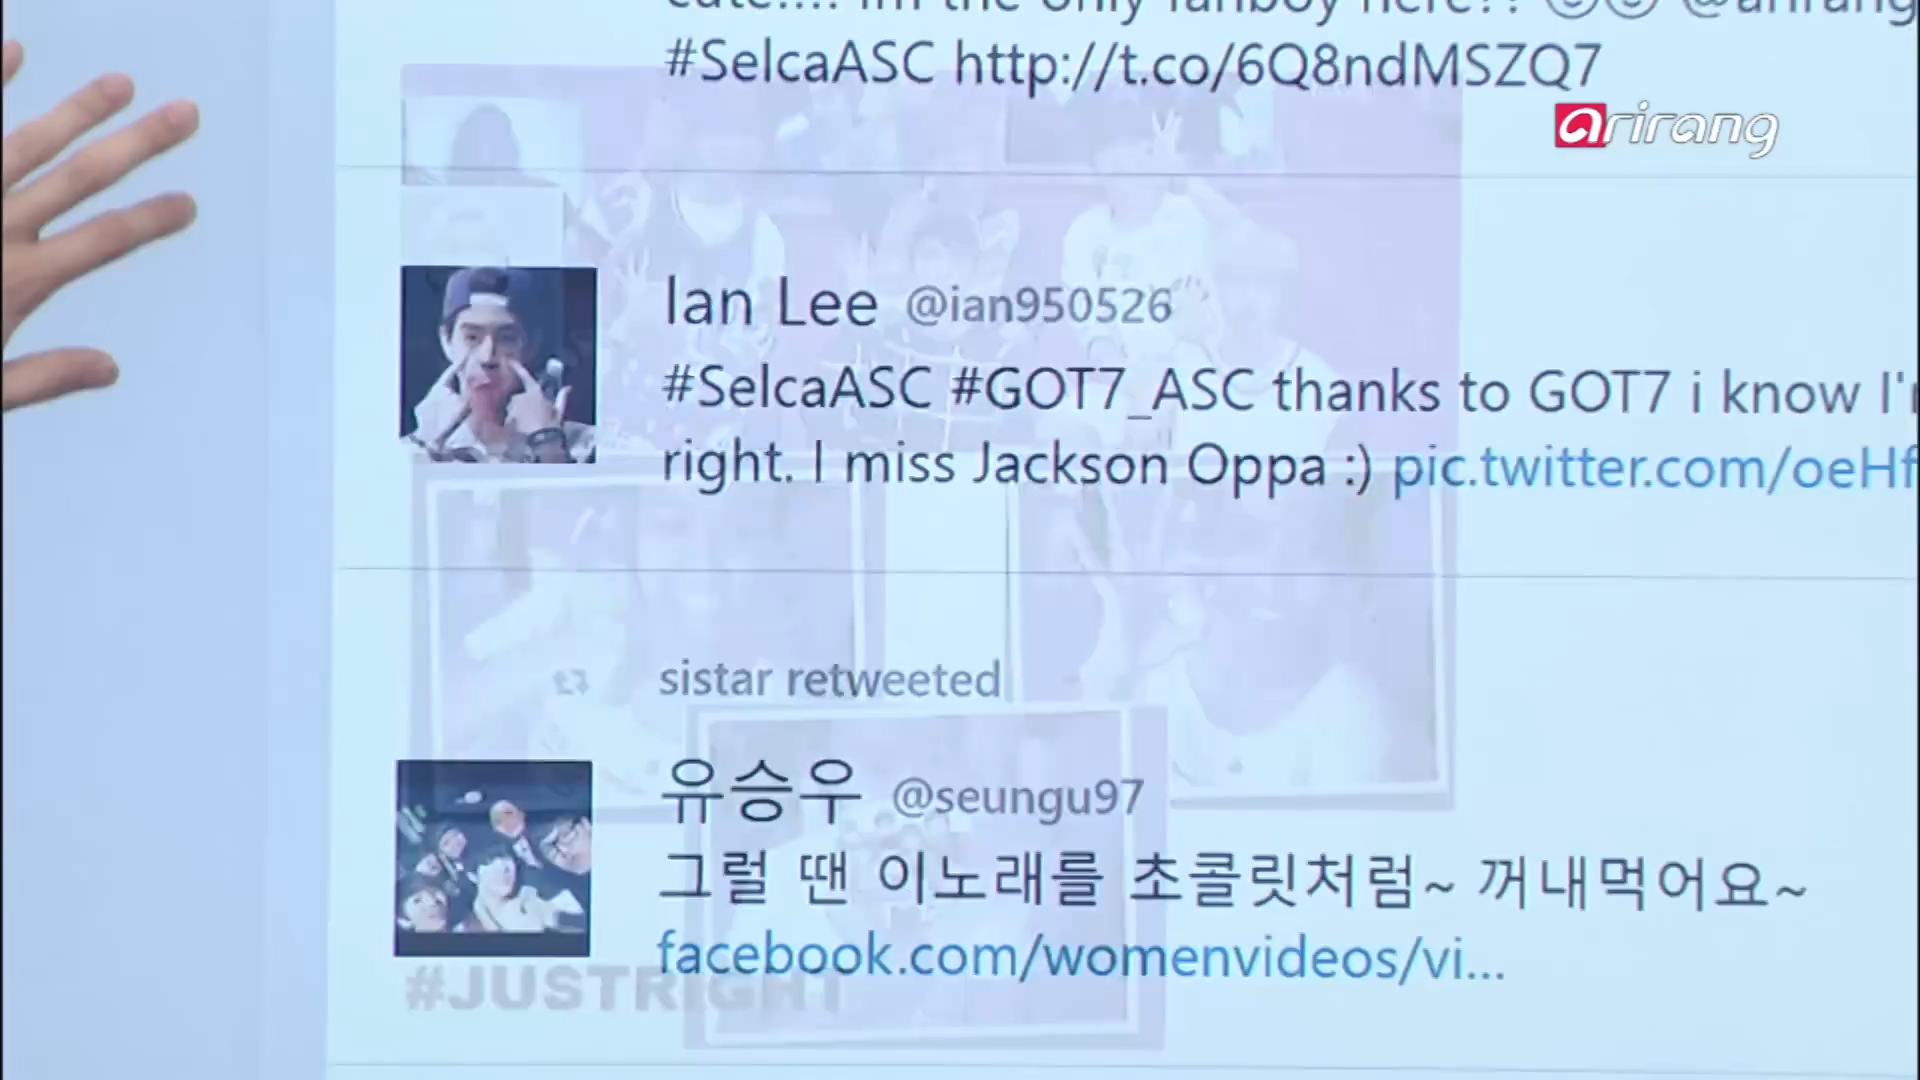 #SelcaASC http://t.co/6Q8ndMSZQ7
arirang
Ian Lee @ian950526
#SelcaASC #GOT7_ASC thanks to GOT7 i know I'
right. I miss Jackson Oppa :) pic.twitter.com/oeHf
sistar retweeted
유승우 @seungu97
그럴 땐 이노래를 초콜릿처럼~ 꺼내먹어요~
facebook.com/womenvideos/vi...
#JUSTRIGHT